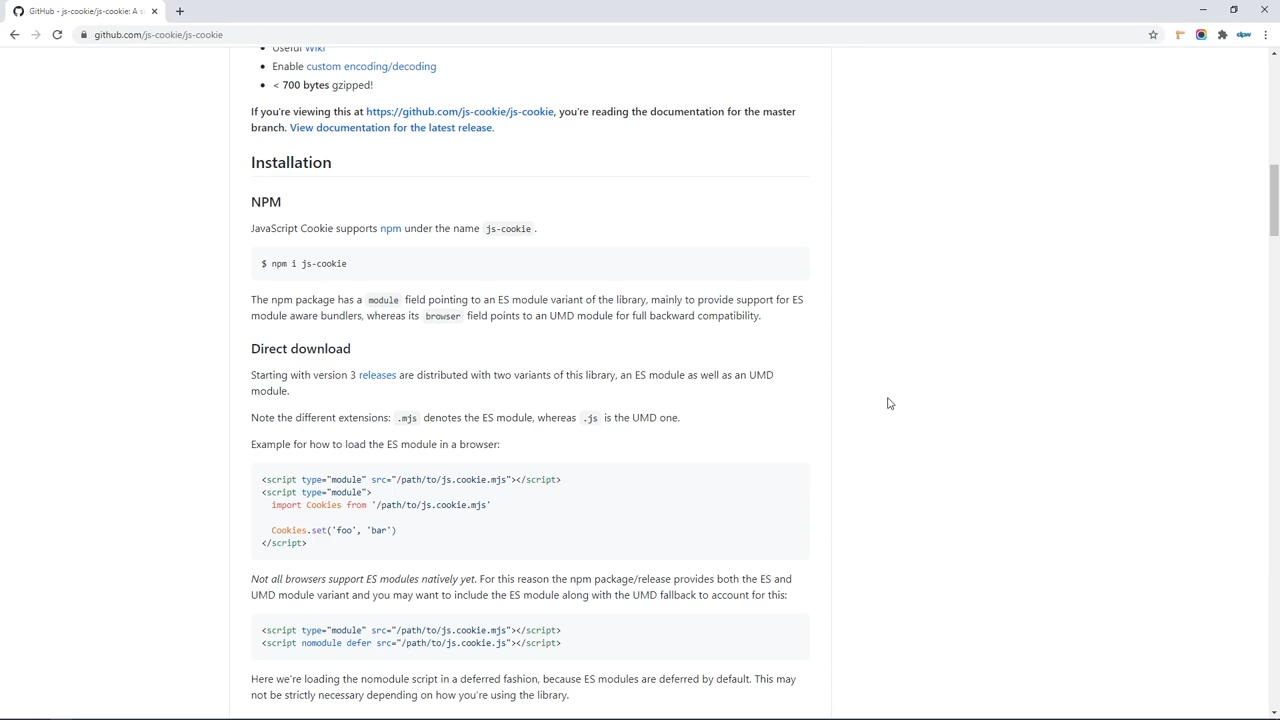 GitHub - js-cookie/js-cookie: A s
github.com/js-cookie/js-cookie
dpw
Useful Wiki
Enable custom encoding/decoding
< 700 bytes gzipped!
If you're viewing this at https://github.com/js-cookie/js-cookie, you're reading the documentation for the master
branch. View documentation for the latest release.
Installation
NPM
JavaScript Cookie supports npm under the name js-cookie .
$ npm i js-cookie
The npm package has a module field pointing to an ES module variant of the library, mainly to provide support for ES
module aware bundlers, whereas its browser field points to an UMD module for full backward compatibility.
Direct download
Starting with version 3 releases are distributed with two variants of this library, an ES module as well as an UMD
module.
Note the different extensions: .mjs denotes the ES module, whereas .js is the UMD one.
Example for how to load the ES module in a browser:
<script type="module" src="/path/to/js.cookie.mjs"></script>
<script type="module">
import Cookies from '/path/to/js.cookie.mjs'
Cookies.set('foo', 'bar')
</script>
Not all browsers support ES modules natively yet. For this reason the npm package/release provides both the ES and
UMD module variant and you may want to include the ES module along with the UMD fallback to account for this:
<script type="module" src="/path/to/js.cookie.mjs"></script>
<script nomodule defer src="/path/to/js.cookie.js"></script>
Here we're loading the nomodule script in a deferred fashion, because ES modules are deferred by default. This may
not be strictly necessary depending on how you're using the library.